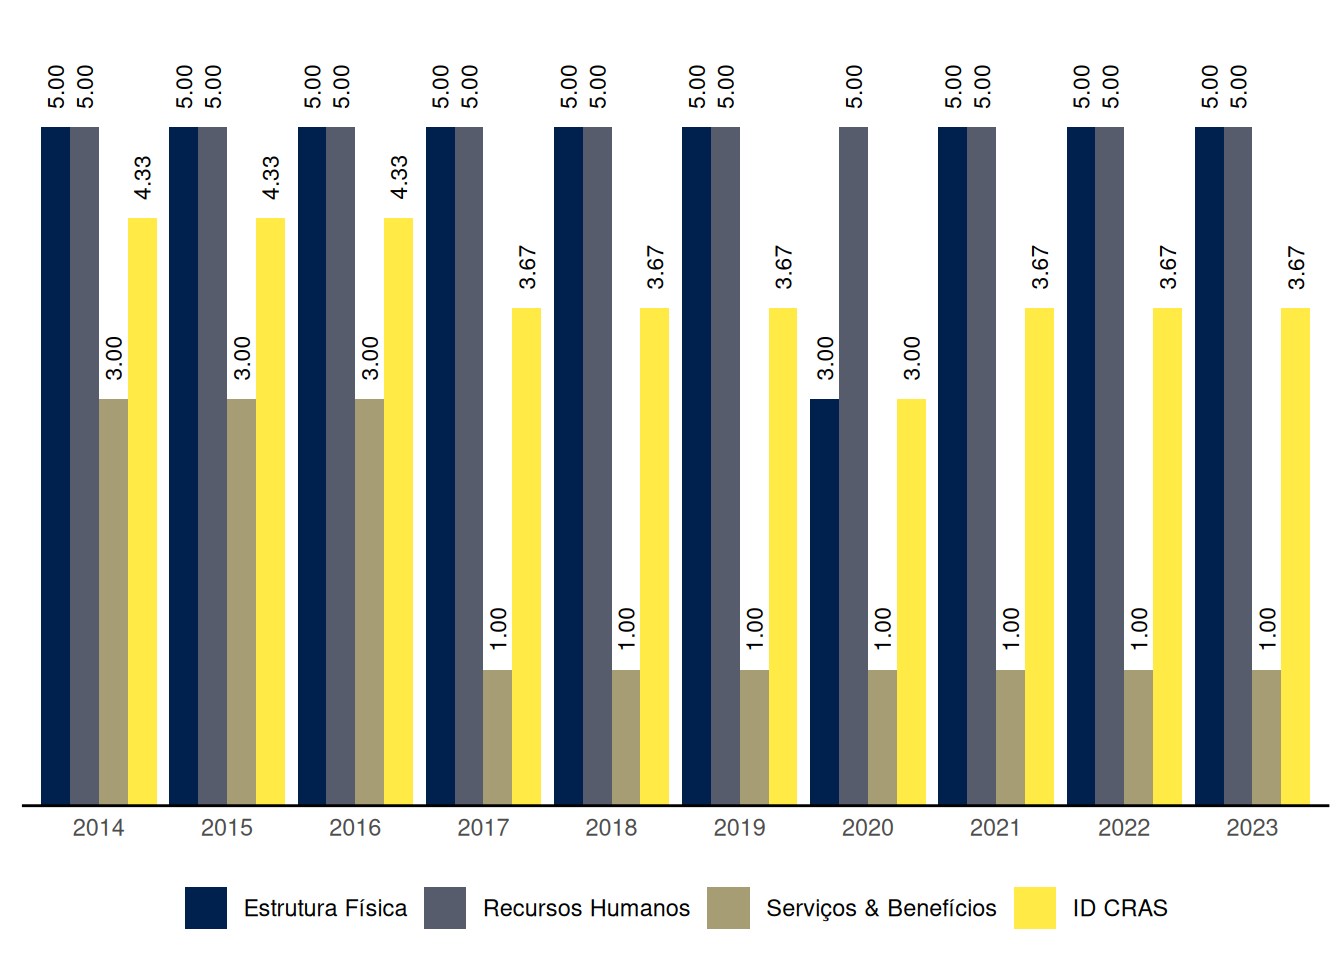 5.00 5.00 5.00 5.00 5.00 5.00 5.00 5.00 5.00 5.00 5.00 5.00 5.00 5.00 5.00 5.00 5.00 5.00 5.00
4.33 4.33 4.33
3.67 3.67 3.67 3.67 3.67 3.67
3.00 3.00 3.00 3.00 3.00
1.00 1.00 1.00 1.00 1.00 1.00 1.00
2014 2015 2016 2017 2018 2019 2020 2021 2022 2023
Estrutura Física Recursos Humanos Serviços & Benefícios ID CRAS